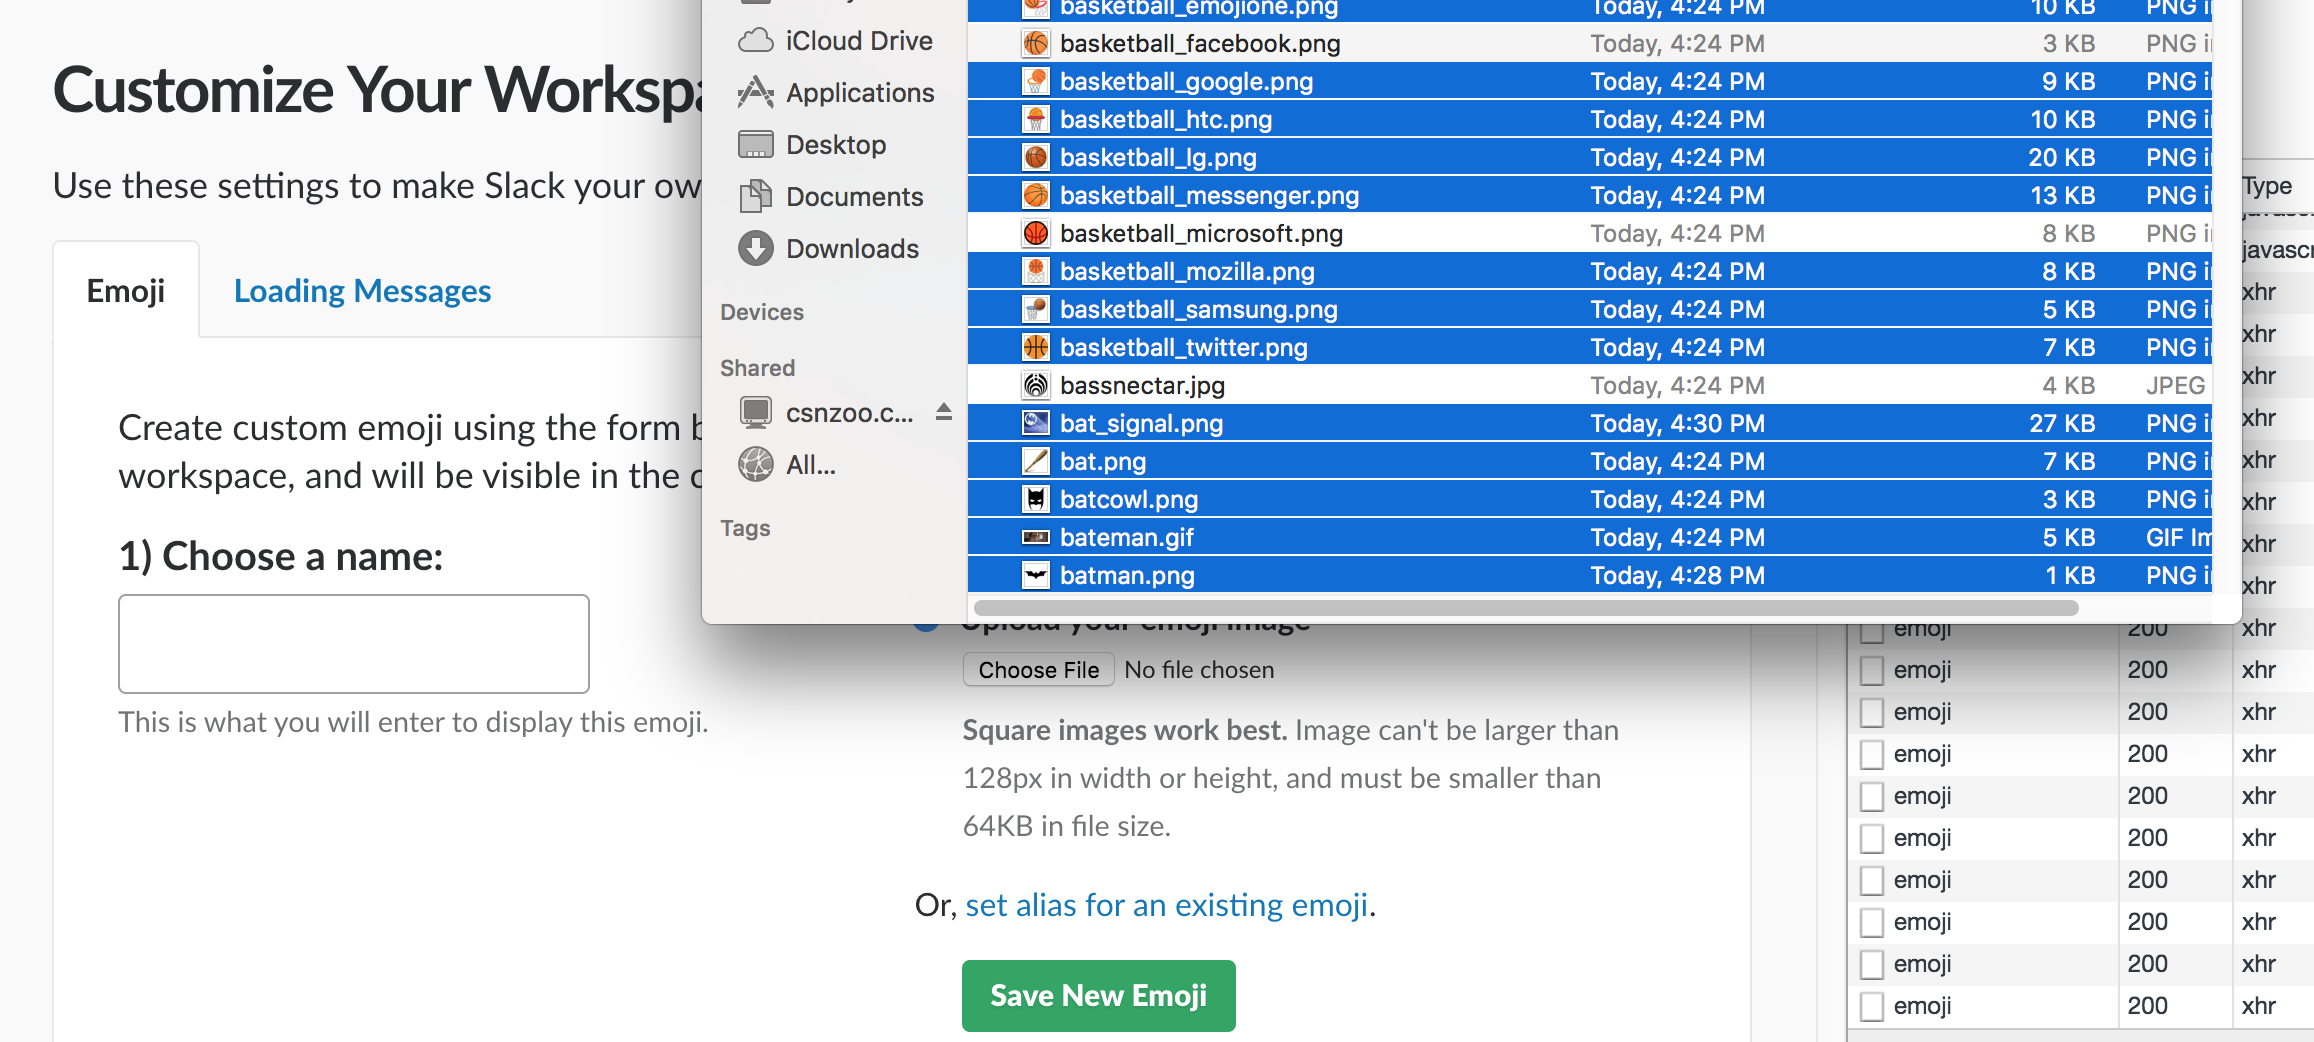 Customize Your Workspa
Use these settings to make Slack your ow
Emoji
Loading Messages
Create custom emoji using the form b
workspace, and will be visible in the c
1) Choose a name:
This is what you will enter to display this emoji.
iCloud Drive
Applications
Desktop
Documents
Downloads
Devices
Shared
csnzoo.c...
All...
Tags
basketball_emojione.png Today, 4:24 PM 10 KB PNG i
basketball_facebook.png Today, 4:24 PM 3 KB PNG i
basketball_google.png Today, 4:24 PM 9 KB PNG i
basketball_htc.png Today, 4:24 PM 10 KB PNG i
basketball_lg.png Today, 4:24 PM 20 KB PNG i
basketball_messenger.png Today, 4:24 PM 13 KB PNG i
basketball_microsoft.png Today, 4:24 PM 8 KB PNG i
basketball_mozilla.png Today, 4:24 PM 8 KB PNG i
basketball_samsung.png Today, 4:24 PM 5 KB PNG i
basketball_twitter.png Today, 4:24 PM 7 KB PNG i
bassnectar.jpg Today, 4:24 PM 4 KB JPEG
bat_signal.png Today, 4:30 PM 27 KB PNG i
bat.png Today, 4:24 PM 7 KB PNG i
batcowl.png Today, 4:24 PM 3 KB PNG i
bateman.gif Today, 4:24 PM 5 KB GIF Im
batman.png Today, 4:28 PM 1 KB PNG i
Upload your emoji image
Choose File No file chosen
Square images work best. Image can't be larger than
128px in width or height, and must be smaller than
64KB in file size.
Or, set alias for an existing emoji.
Save New Emoji
Type
javascr
xhr
xhr
xhr
xhr
xhr
xhr
xhr
xhr
emoji 200 xhr
emoji 200 xhr
emoji 200 xhr
emoji 200 xhr
emoji 200 xhr
emoji 200 xhr
emoji 200 xhr
emoji 200 xhr
emoji 200 xhr
emoji 200 xhr